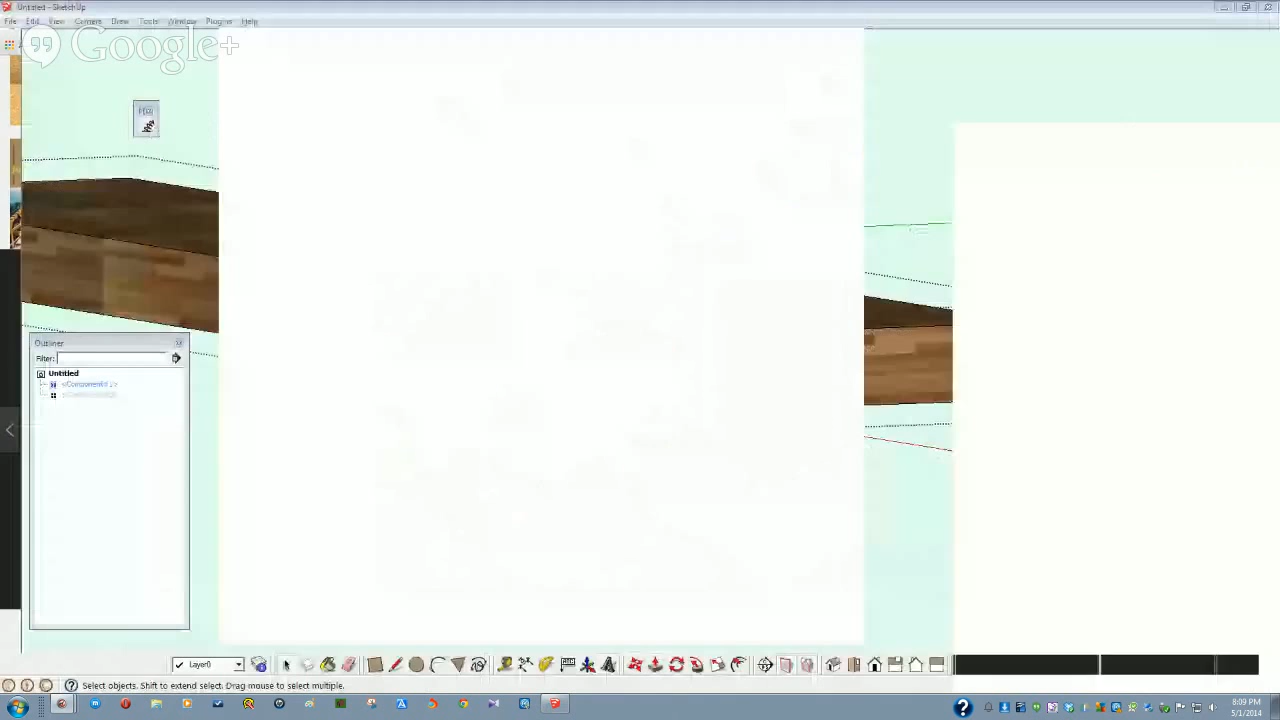 Untitled - SketchUp
File Edit View Camera Draw Tools Window Plugins Help
Google+
Outliner
Filter:
Untitled
Layer0
Select objects. Shift to extend select. Drag mouse to select multiple.
8:09 PM
5/1/2014